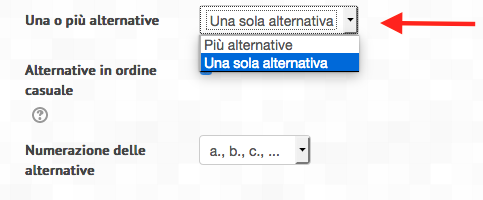 Una o più alternative
Una sola alternativa
Più alternative
Una sola alternativa
Alternative in ordine
casuale
?
Numerazione delle
alternative
a., b., c., ...